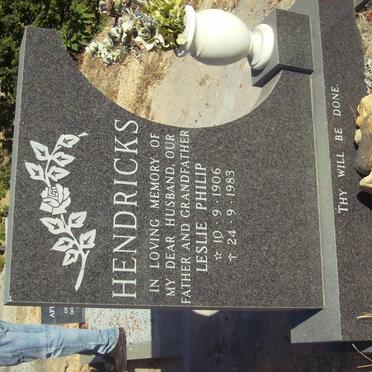 HENDRICKS
IN LOVING MEMORY OF
MY DEAR HUSBAND, OUR
FATHER AND GRANDFATHER
LESLIE PHILIP
☆ 10 · 9 · 1906
† 24 · 9 · 1983
THY WILL BE DONE.